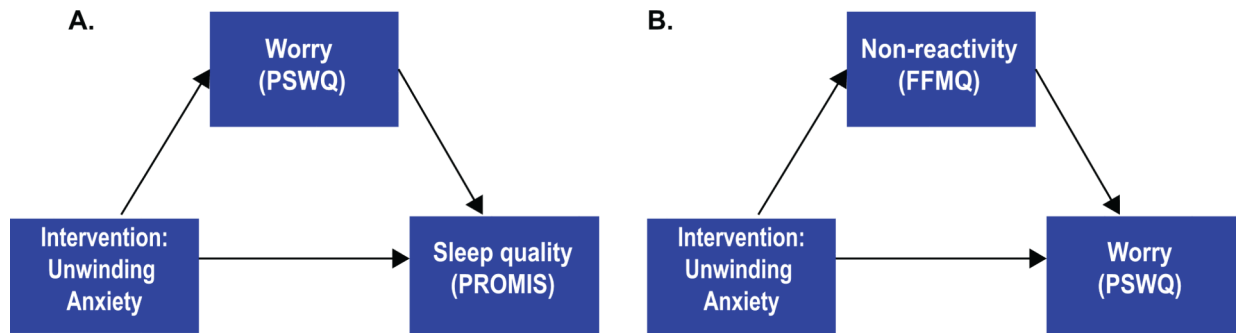 A.
Worry
(PSWQ)
Intervention:
Unwinding
Anxiety
Sleep quality
(PROMIS)
B.
Non-reactivity
(FFMQ)
Intervention:
Unwinding
Anxiety
Worry
(PSWQ)